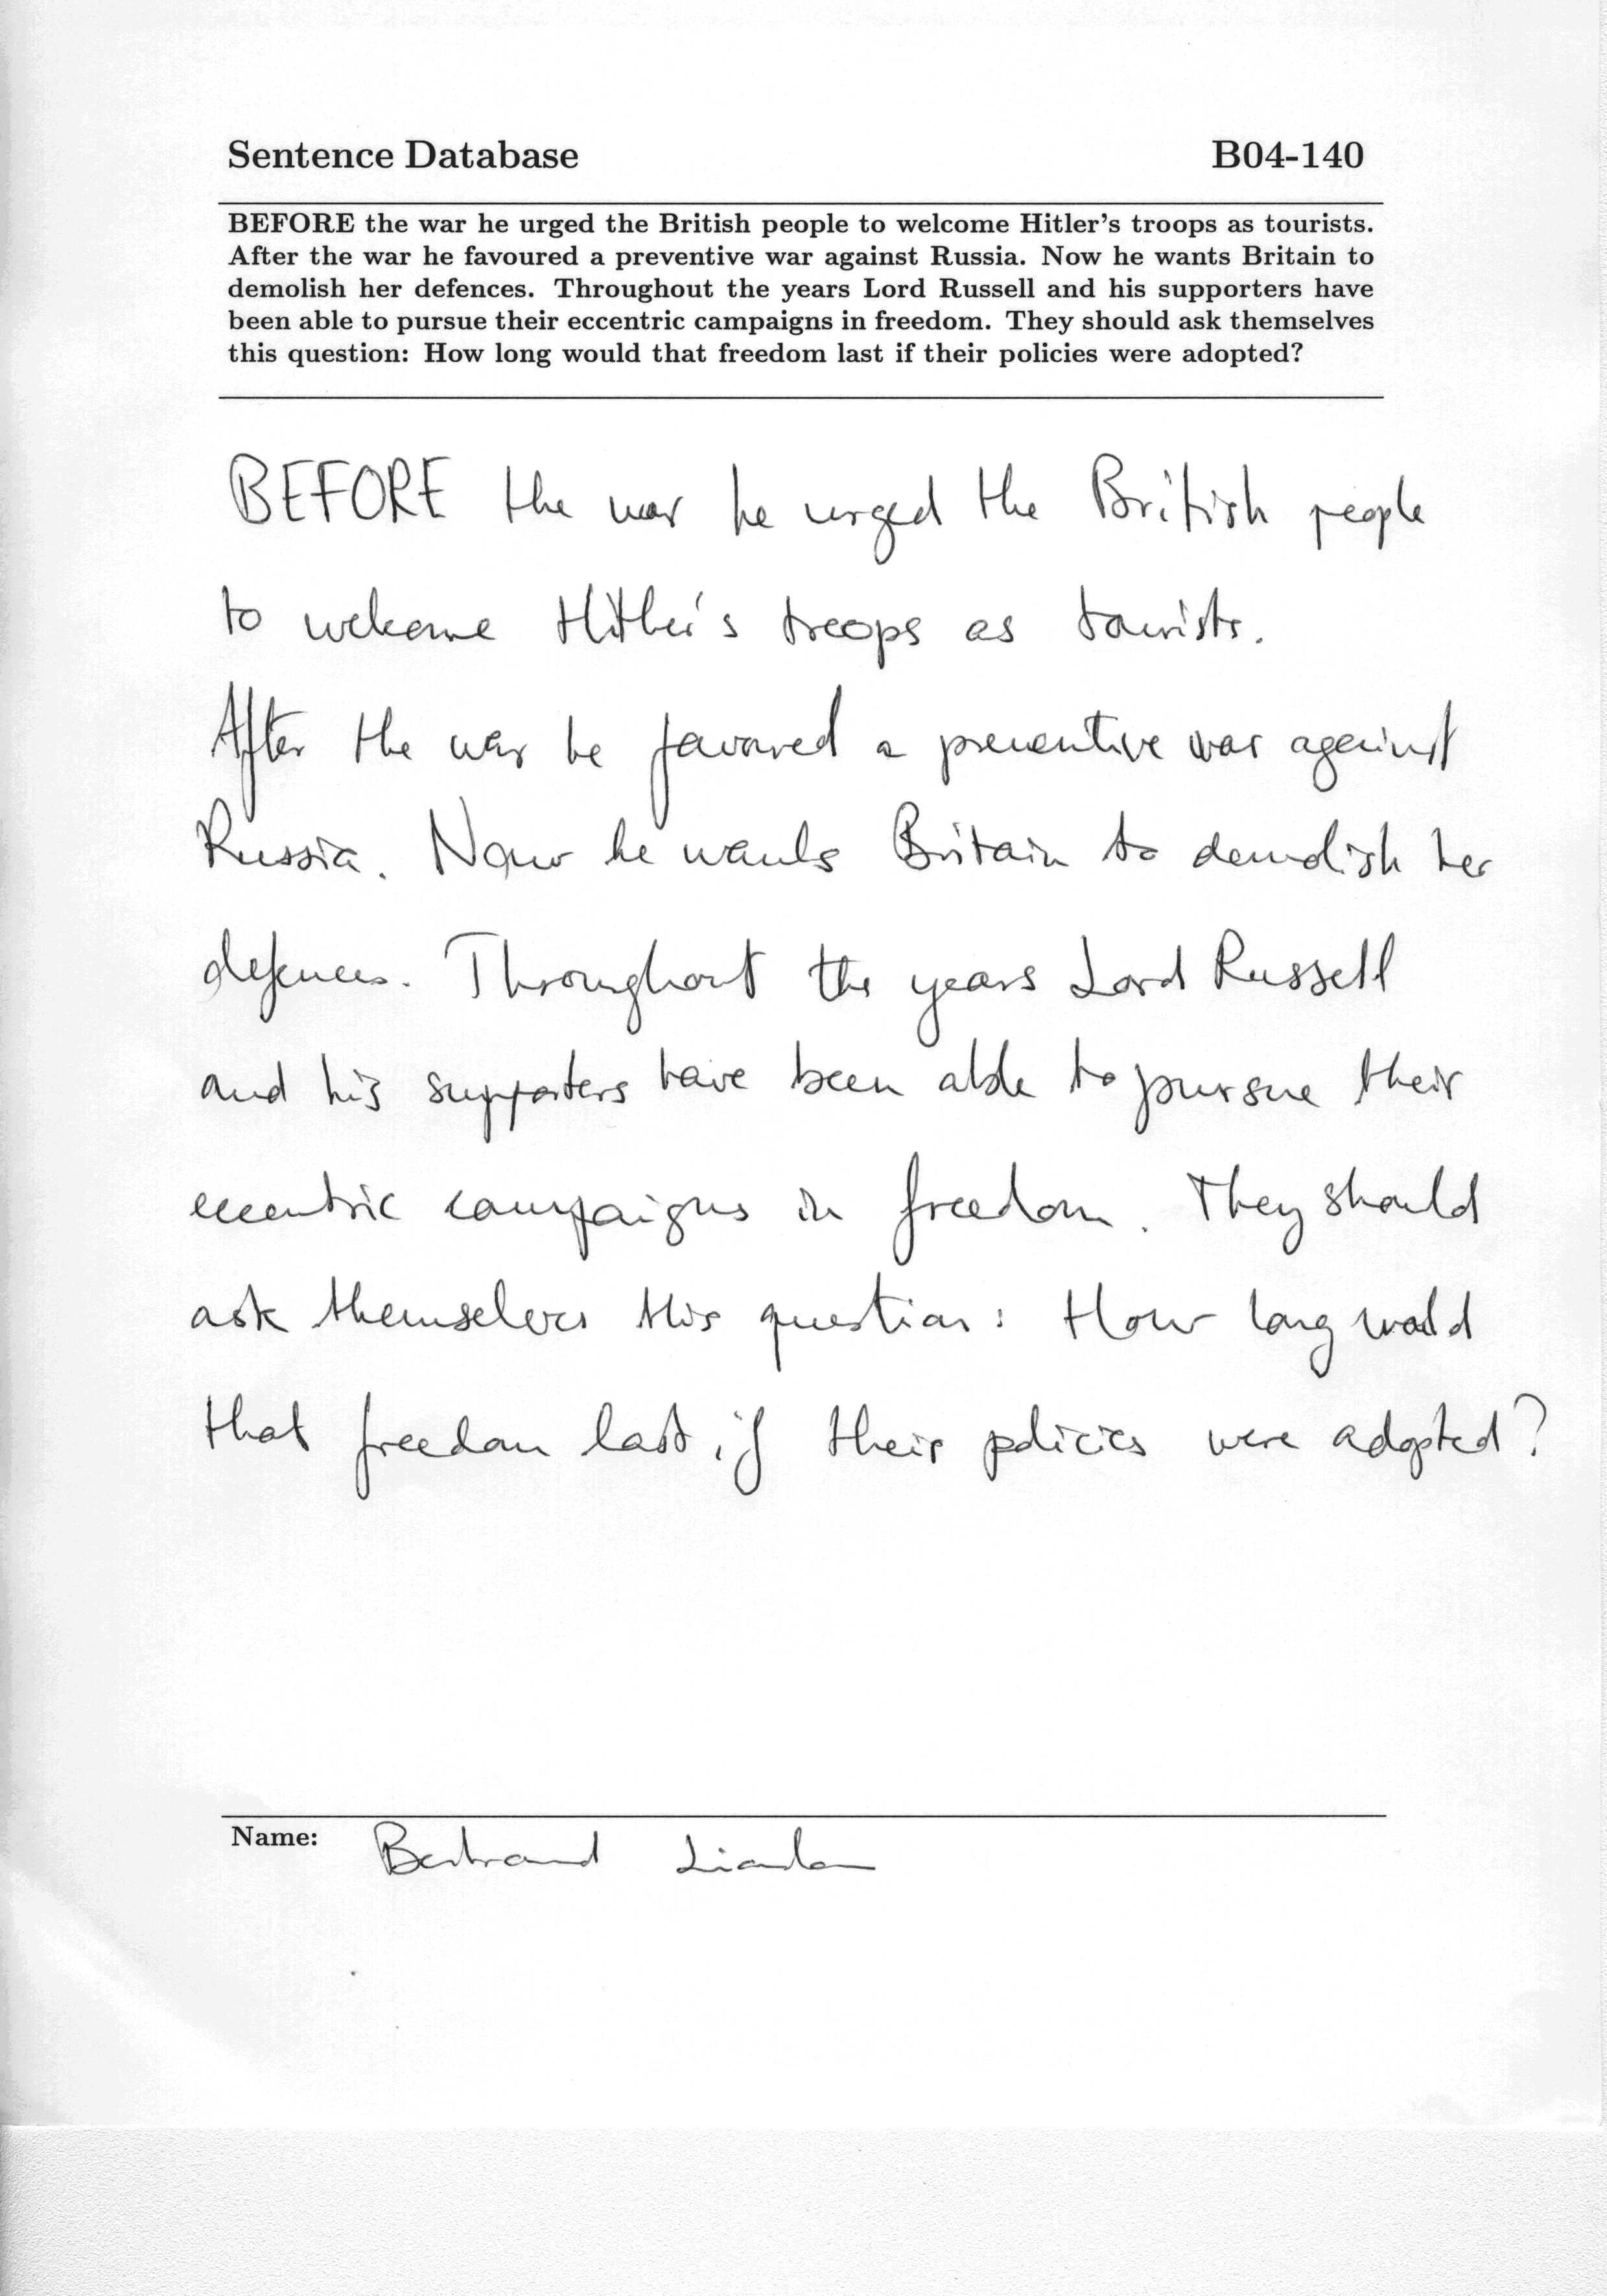 Sentence Database B04-140
BEFORE the war he urged the British people to welcome Hitler's troops as tourists.
After the war he favoured a preventive war against Russia. Now he wants Britain to
demolish her defences. Throughout the years Lord Russell and his supporters have
been able to pursue their eccentric campaigns in freedom. They should ask themselves
this question: How long would that freedom last if their policies were adopted?
BEFORE the war he urged the British people
to welcome Hitler's troops as tourists.
After the war he favoured a preventive war against
Russia. Now he wants Britain to demolish her
defences. Throughout the years Lord Russell
and his supporters have been able to pursue their
eccentric campaigns in freedom. They should
ask themselves this question: How long would
that freedom last if their policies were adopted?
Name: Bertrand